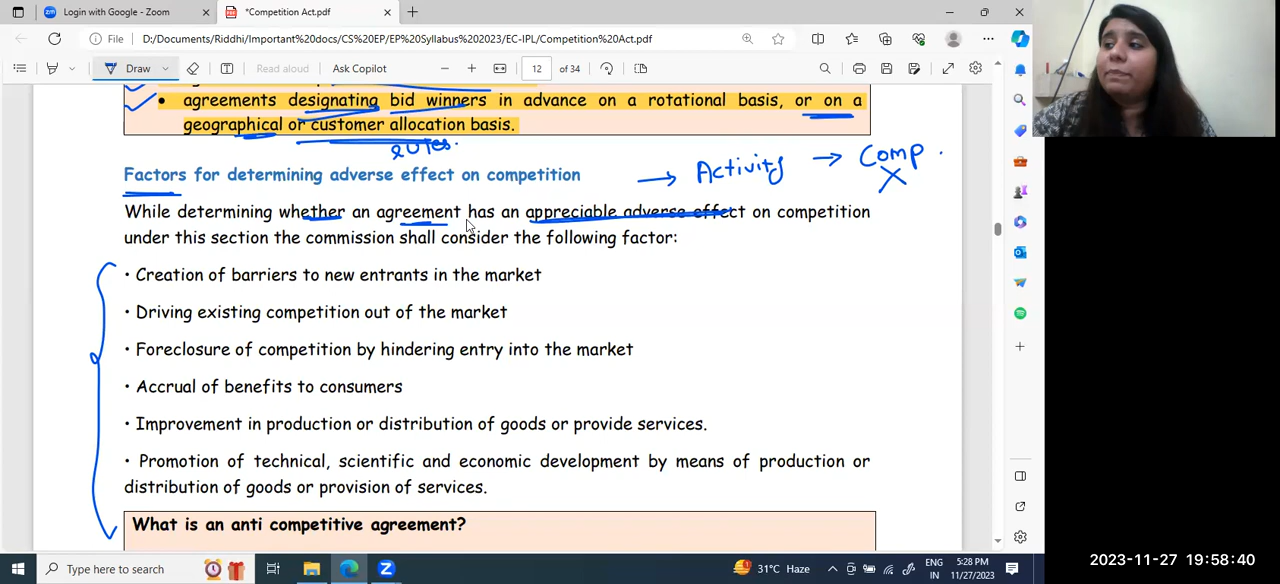 Login with Google - Zoom
*Competition Act.pdf
File D:/Documents/Riddhi/Important%20docs/CS%20EP/EP%20Syllabus%202023/EC-IPL/Competition%20Act.pdf
Draw Read aloud Ask Copilot 12 of 34
• agreements designating bid winners in advance on a rotational basis, or on a
geographical or customer allocation basis.
Factors for determining adverse effect on competition
→ Activity → Comp.
While determining whether an agreement has an appreciable adverse effect on competition
under this section the commission shall consider the following factor:
• Creation of barriers to new entrants in the market
• Driving existing competition out of the market
• Foreclosure of competition by hindering entry into the market
• Accrual of benefits to consumers
• Improvement in production or distribution of goods or provide services.
• Promotion of technical, scientific and economic development by means of production or
distribution of goods or provision of services.
What is an anti competitive agreement?
Type here to search
31°C Haze
ENG
IN
5:28 PM
11/27/2023
2023-11-27 19:58:40